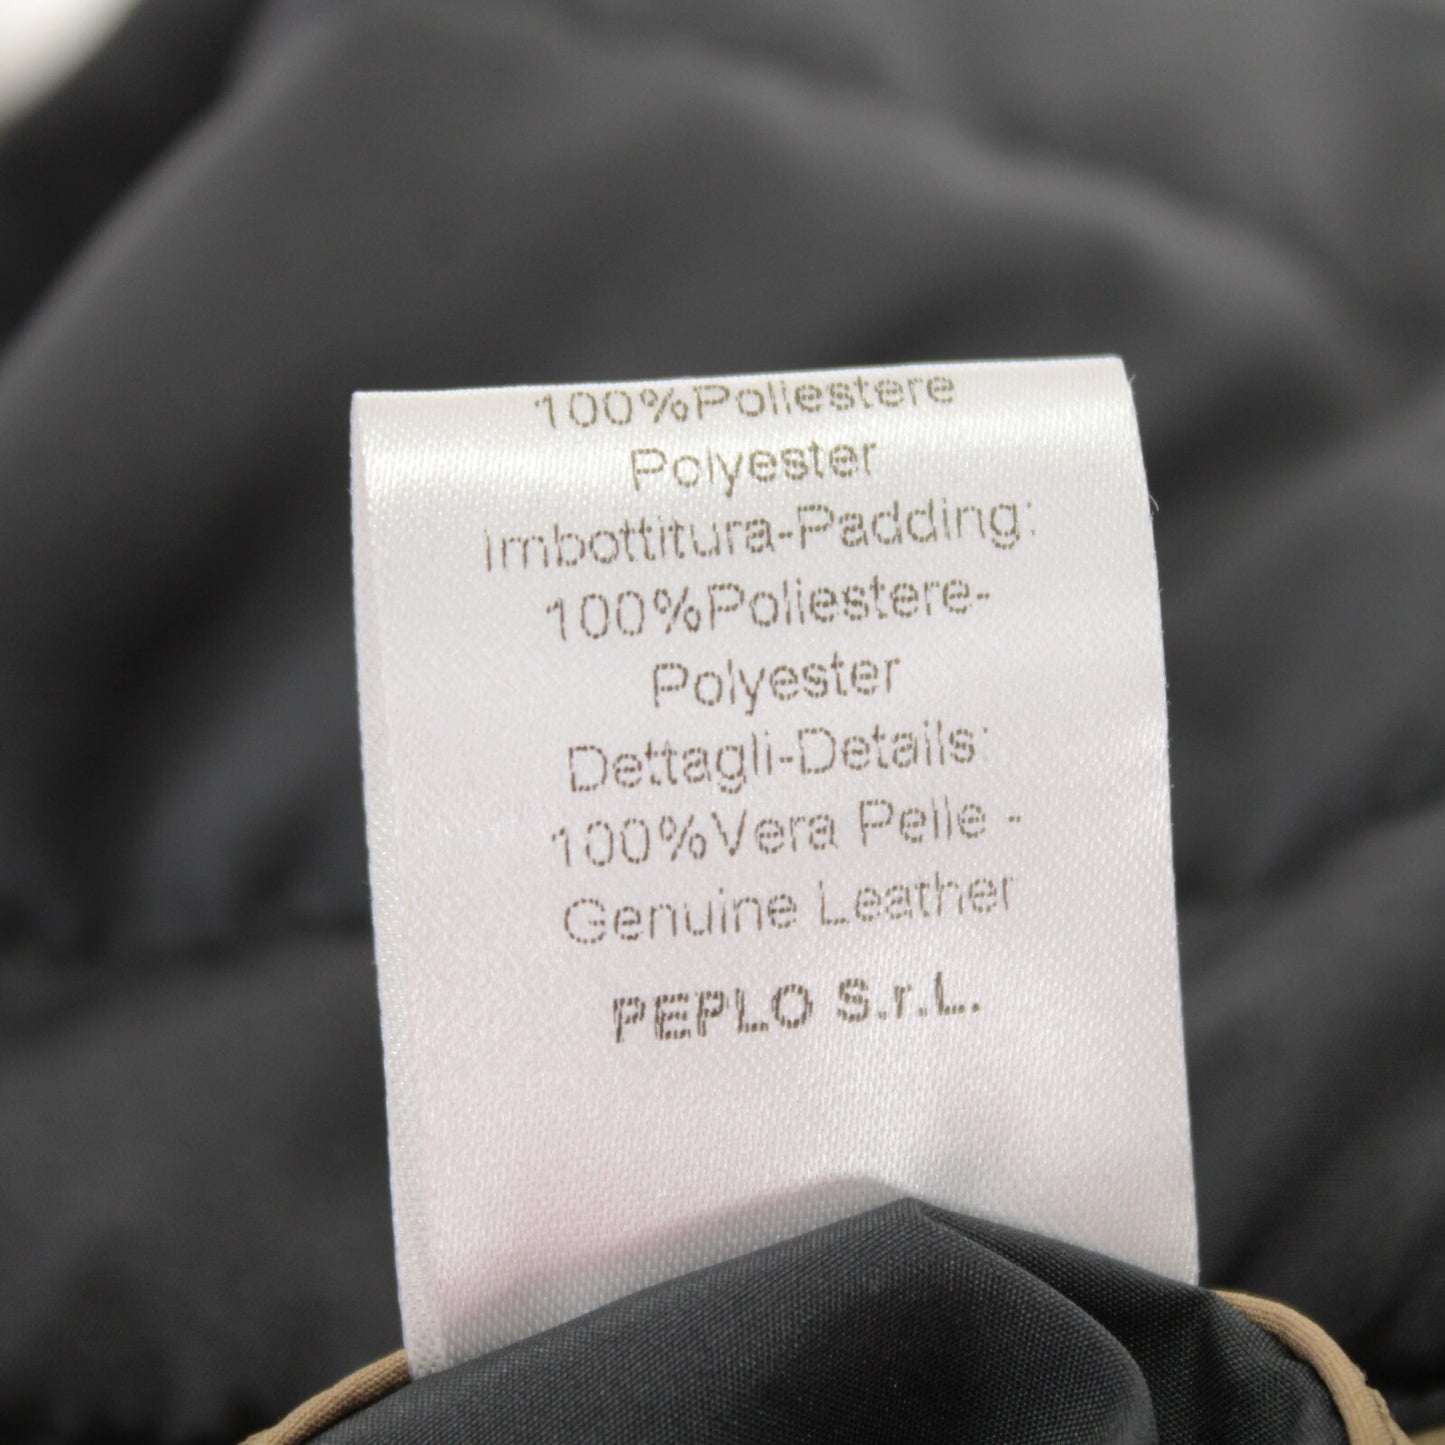 100%Poliestere
Polyester
Imbottitura-Padding:
100%Poliestere-
Polyester
Dettagli-Details:
100%Vera Pelle -
Genuine Leather
PEPLO S.r.L.